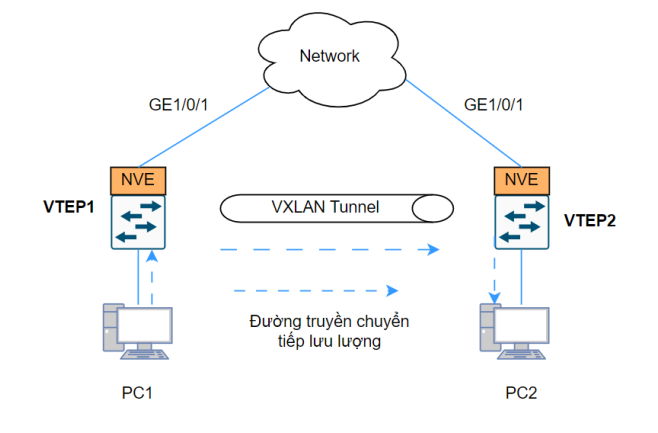 Network
GE1/0/1
GE1/0/1
NVE
NVE
VTEP1
VXLAN Tunnel
VTEP2
Đường truyền chuyển
tiếp lưu lượng
PC1
PC2